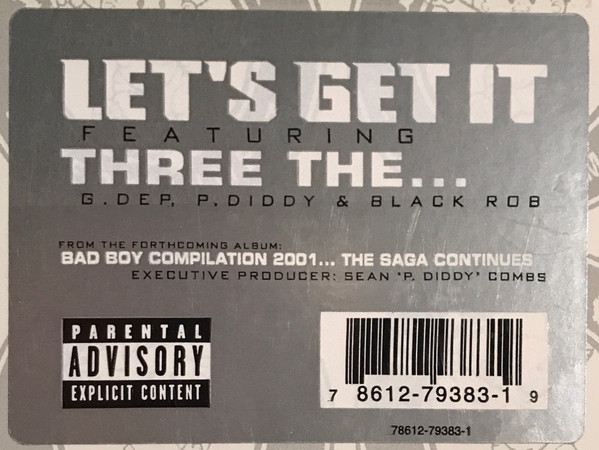 LET'S GET IT
FEATURING
THREE THE...
G. DEP, P. DIDDY & BLACK ROB
FROM THE FORTHCOMING ALBUM:
BAD BOY COMPILATION 2001... THE SAGA CONTINUES
EXECUTIVE PRODUCER: SEAN "P. DIDDY" COMBS
PARENTAL
ADVISORY
EXPLICIT CONTENT
7 8612-79383-1 9
78612-79383-1